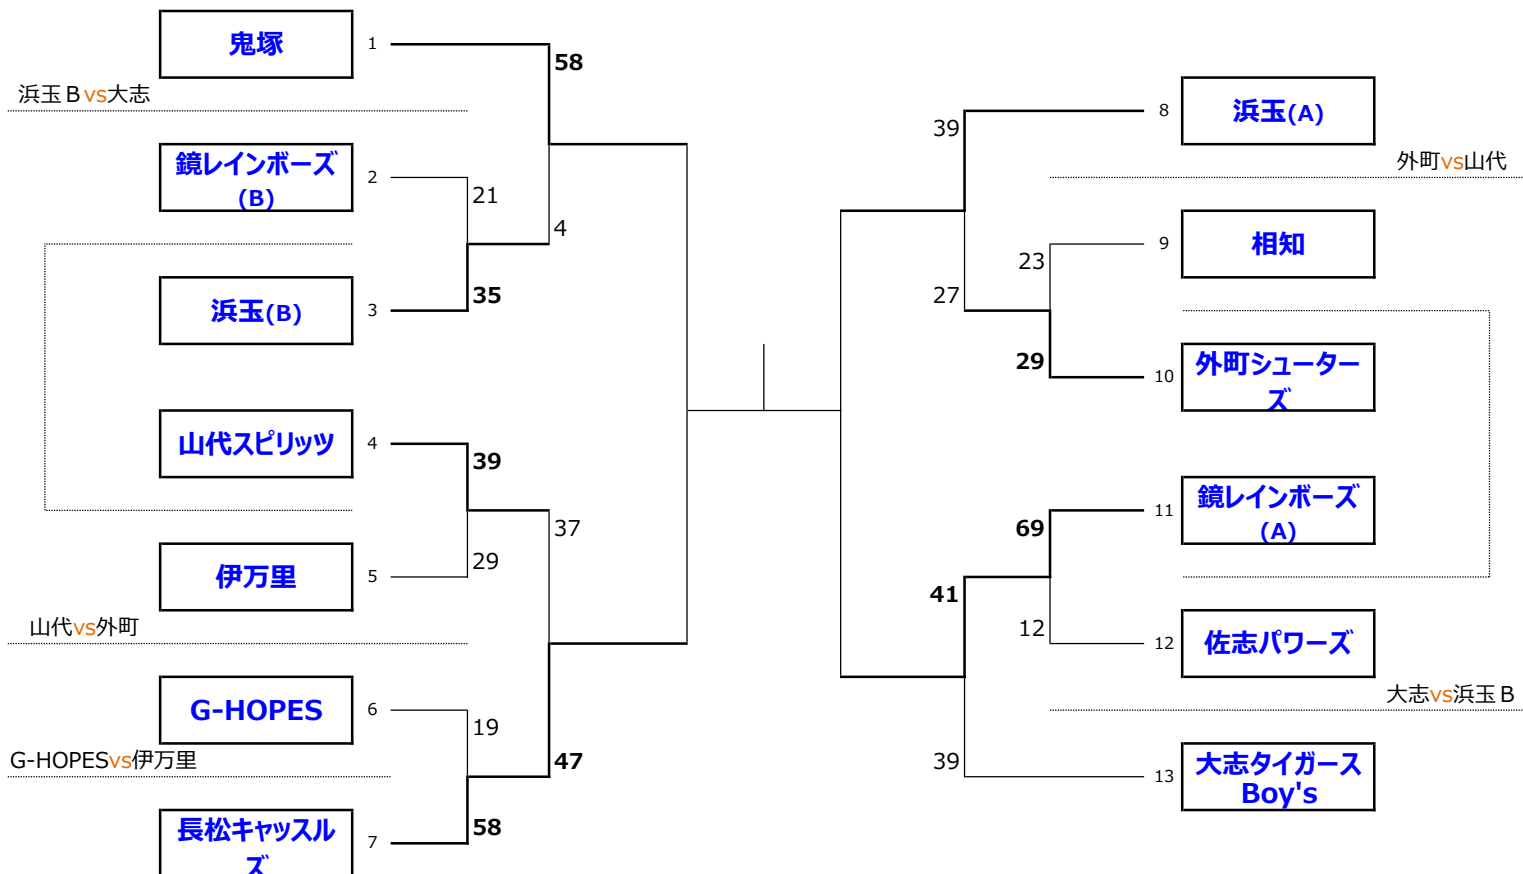 鬼塚
1
58
浜玉Bvs大志
鏡レインボーズ
(B)
2
21
4
浜玉(B)
3
35
山代スピリッツ
4
39
37
伊万里
5
29
山代vs外町
G-HOPES
6
19
G-HOPESvs伊万里
47
長松キャッスル
ズ
7
58
39
8
浜玉(A)
外町vs山代
23
9
相知
27
29
10
外町シューター
ズ
69
11
鏡レインボーズ
(A)
41
12
12
佐志パワーズ
大志vs浜玉B
39
13
大志タイガース
Boy's